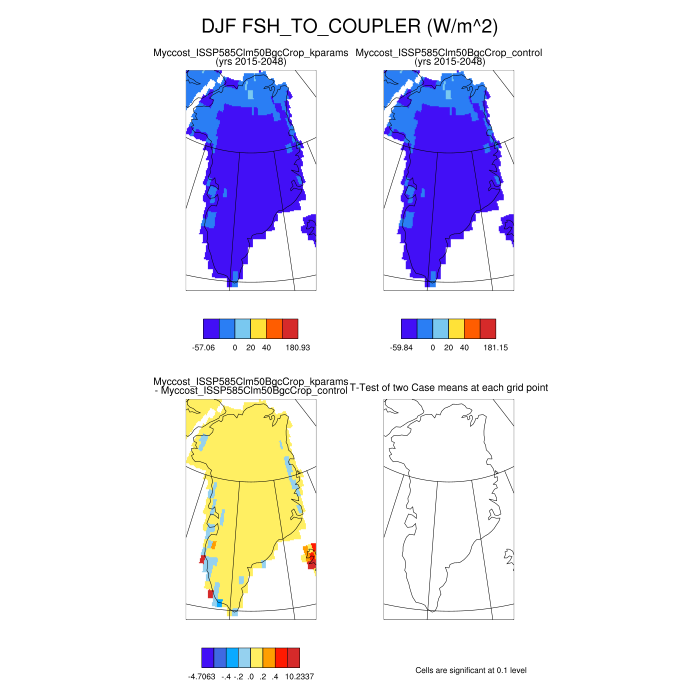 DJF FSH_TO_COUPLER (W/m^2)
Myccost_ISSP585Clm50BgcCrop_kparams
(yrs 2015-2048)
Myccost_ISSP585Clm50BgcCrop_control
(yrs 2015-2048)
-57.06 0 20 40 180.93
-59.84 0 20 40 181.15
Myccost_ISSP585Clm50BgcCrop_kparams
- Myccost_ISSP585Clm50BgcCrop_control
T-Test of two Case means at each grid point
-4.7063 -.4 -.2 .0 .2 .4 10.2337
Cells are significant at 0.1 level